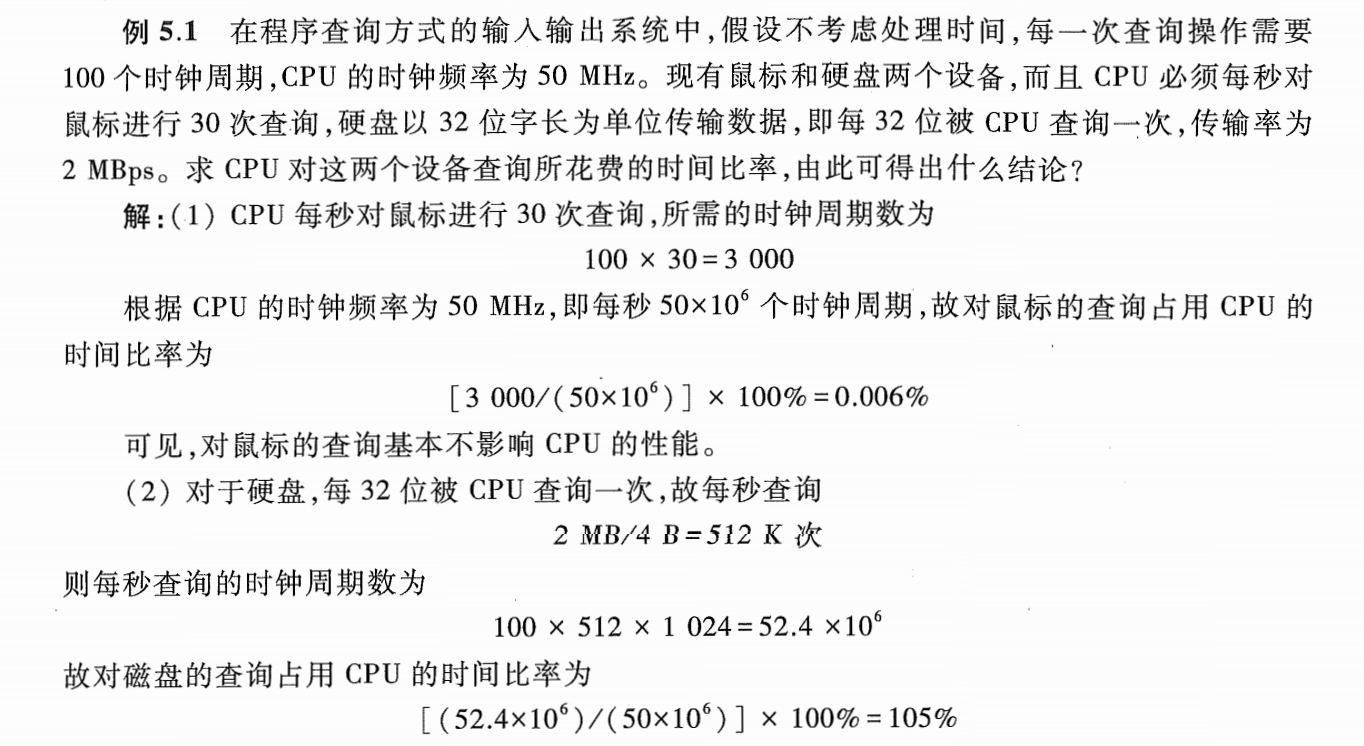 例 5.1 在程序查询方式的输入输出系统中,假设不考虑处理时间,每一次查询操作需要
100 个时钟周期,CPU 的时钟频率为 50 MHz。现有鼠标和硬盘两个设备,而且 CPU 必须每秒对
鼠标进行 30 次查询,硬盘以 32 位字长为单位传输数据,即每 32 位被 CPU 查询一次,传输率为
2 MBps。求 CPU 对这两个设备查询所花费的时间比率,由此可得出什么结论?
解:(1) CPU 每秒对鼠标进行 30 次查询,所需的时钟周期数为
100 × 30=3 000
根据 CPU 的时钟频率为 50 MHz,即每秒 50×10⁶ 个时钟周期,故对鼠标的查询占用 CPU 的
时间比率为
[3 000/(50×10⁶)] × 100%=0.006%
可见,对鼠标的查询基本不影响 CPU 的性能。
(2) 对于硬盘,每 32 位被 CPU 查询一次,故每秒查询
2 MB/4 B=512 K 次
则每秒查询的时钟周期数为
100 × 512 × 1 024=52.4 ×10⁶
故对磁盘的查询占用 CPU 的时间比率为
[(52.4×10⁶)/(50×10⁶)] × 100%=105%